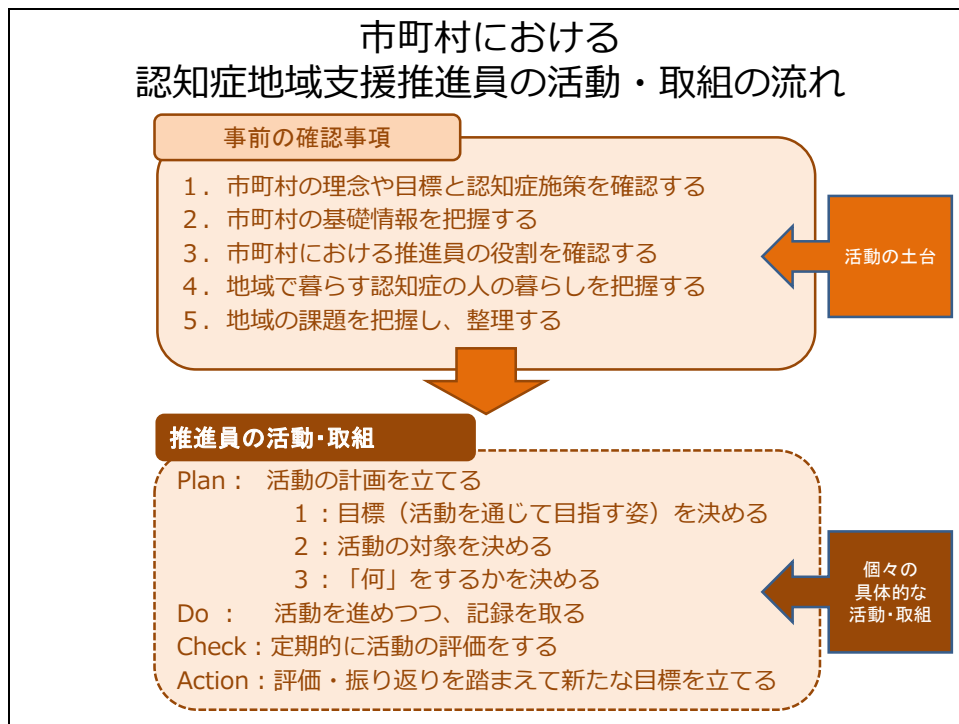 市町村における
認知症地域支援推進員の活動・取組の流れ
事前の確認事項
１．市町村の理念や目標と認知症施策を確認する
２．市町村の基礎情報を把握する
３．市町村における推進員の役割を確認する
４．地域で暮らす認知症の人の暮らしを把握する
５．地域の課題を把握し、整理する
活動の土台
推進員の活動･取組
Plan： 活動の計画を立てる
１：目標（活動を通じて目指す姿）を決める
２：活動の対象を決める
３：「何」をするかを決める
Do： 活動を進めつつ、記録を取る
Check：定期的に活動の評価をする
Action：評価・振り返りを踏まえて新たな目標を立てる
個々の
具体的な
活動･取組